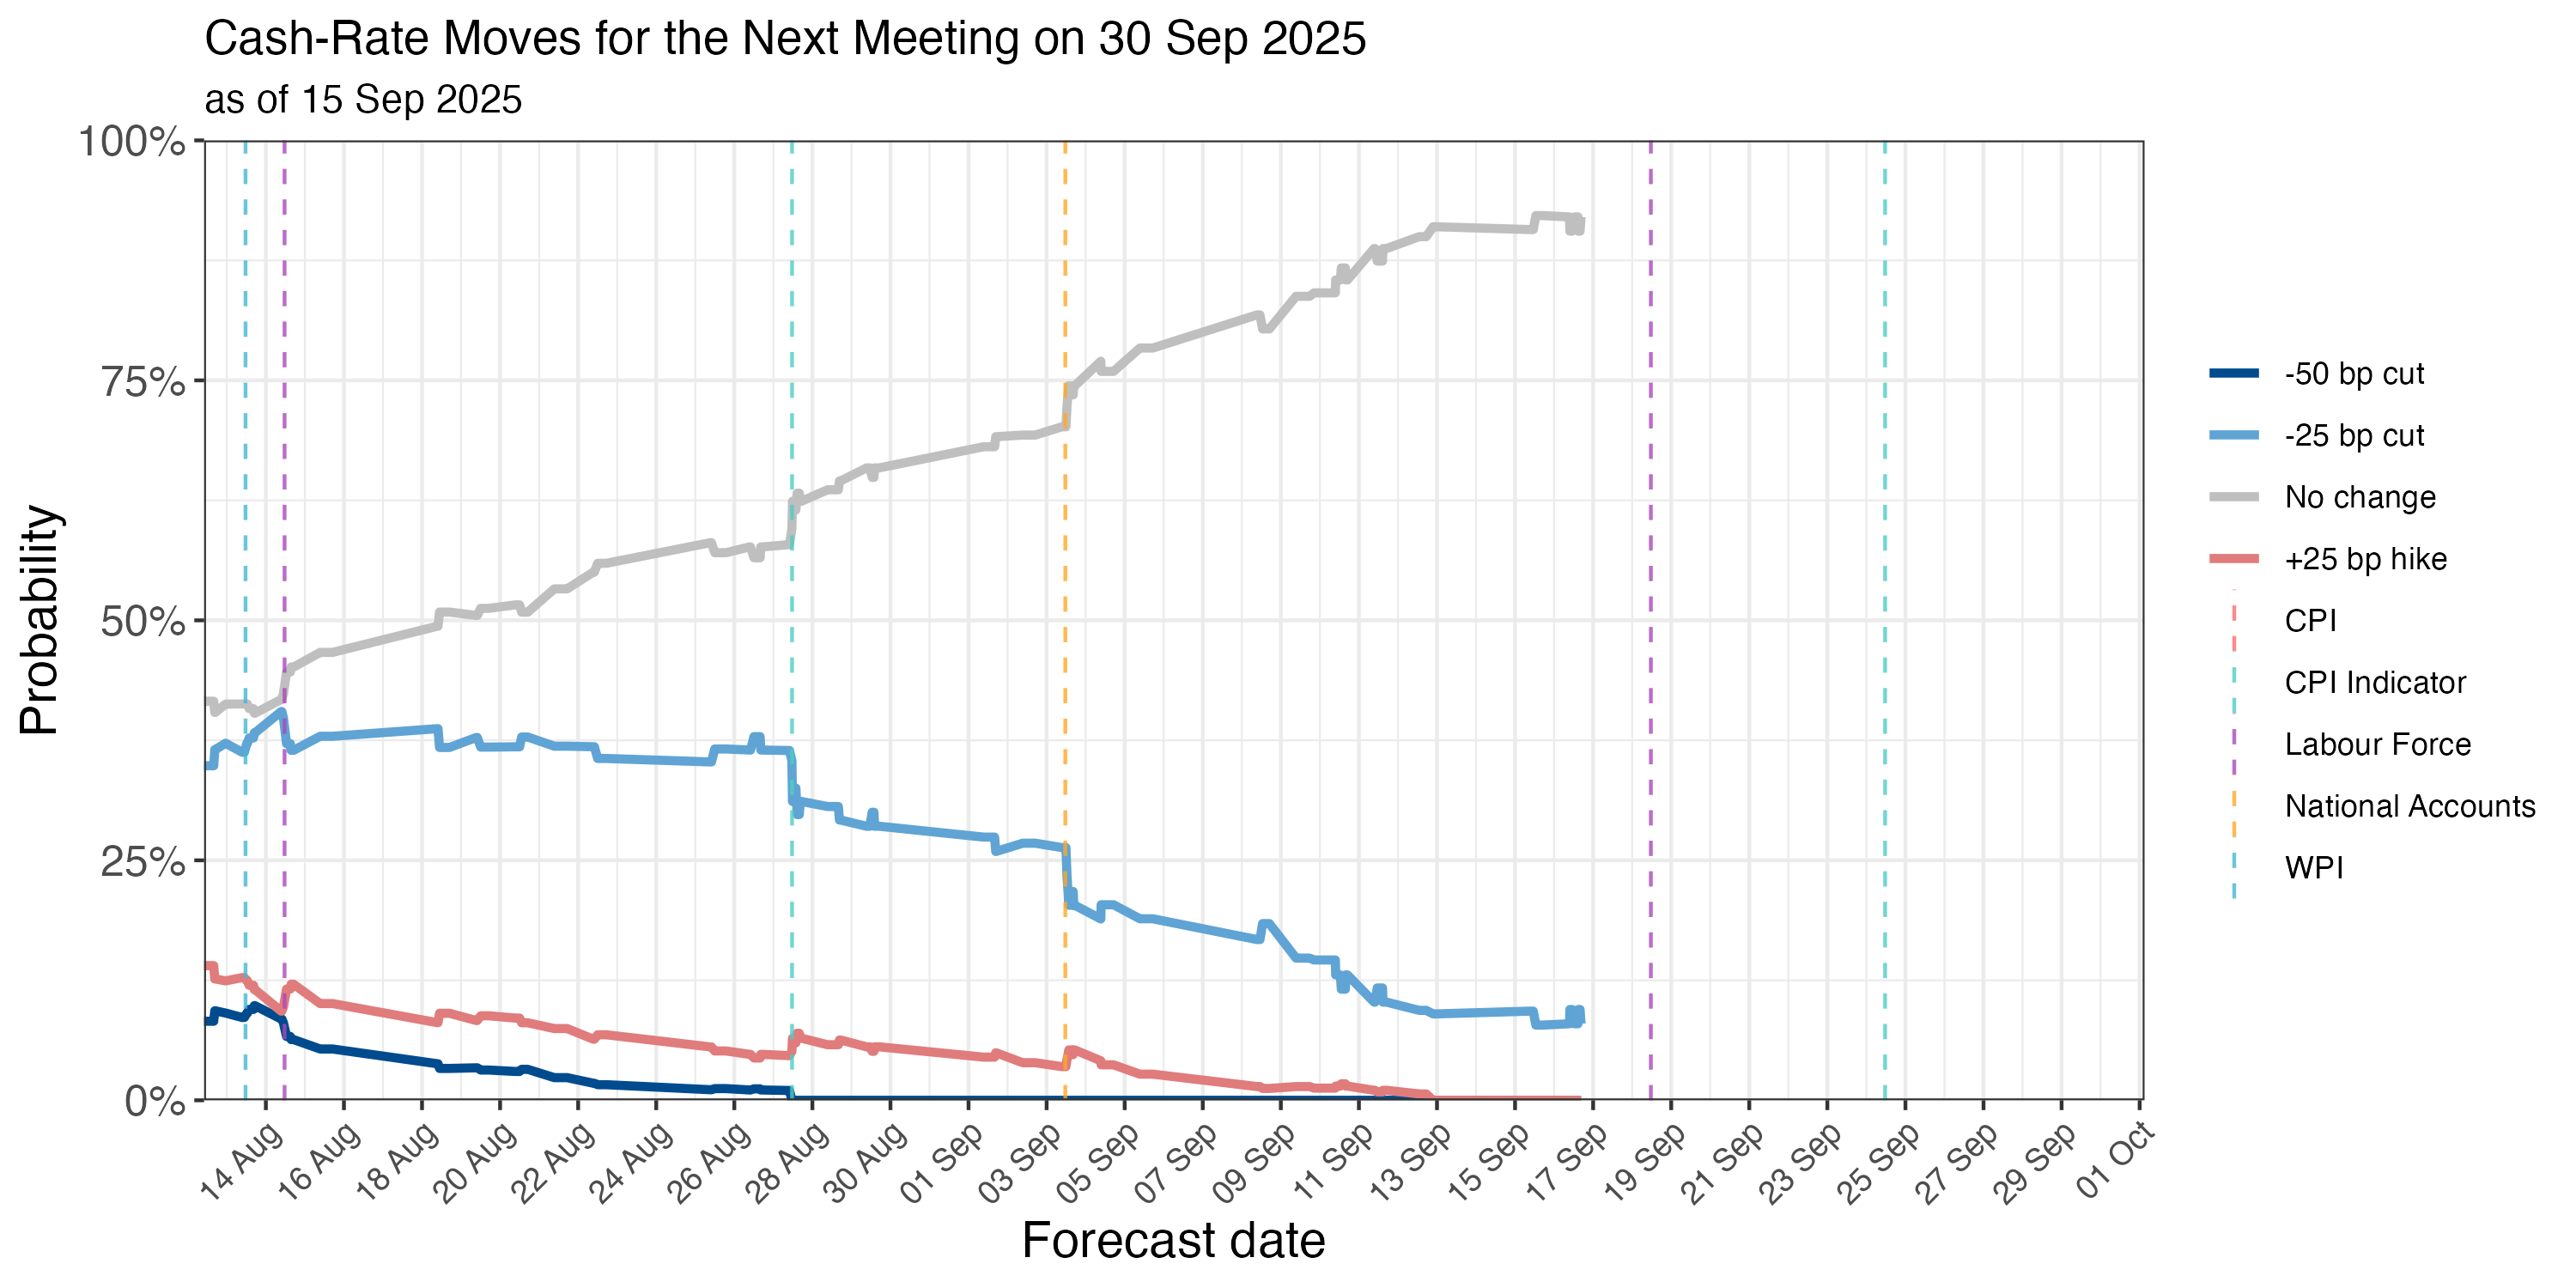 Cash-Rate Moves for the Next Meeting on 30 Sep 2025
as of 15 Sep 2025
100%
75%
50%
25%
0%
Probability
14 Aug
16 Aug
18 Aug
20 Aug
22 Aug
24 Aug
26 Aug
28 Aug
30 Aug
01 Sep
03 Sep
05 Sep
07 Sep
09 Sep
11 Sep
13 Sep
15 Sep
17 Sep
19 Sep
21 Sep
23 Sep
25 Sep
27 Sep
29 Sep
01 Oct
Forecast date
-50 bp cut
-25 bp cut
No change
+25 bp hike
CPI
CPI Indicator
Labour Force
National Accounts
WPI